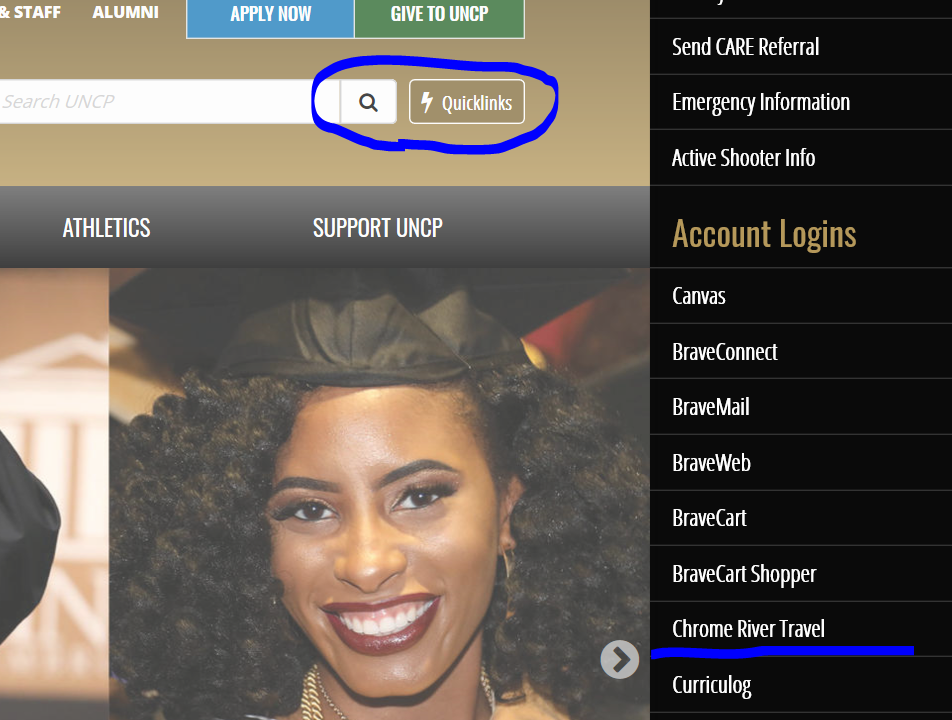 & STAFF
ALUMNI
APPLY NOW
GIVE TO UNCP
Search UNCP
Quicklinks
ATHLETICS
SUPPORT UNCP
Send CARE Referral
Emergency Information
Active Shooter Info
Account Logins
Canvas
BraveConnect
BraveMail
BraveWeb
BraveCart
BraveCart Shopper
Chrome River Travel
Curriculog